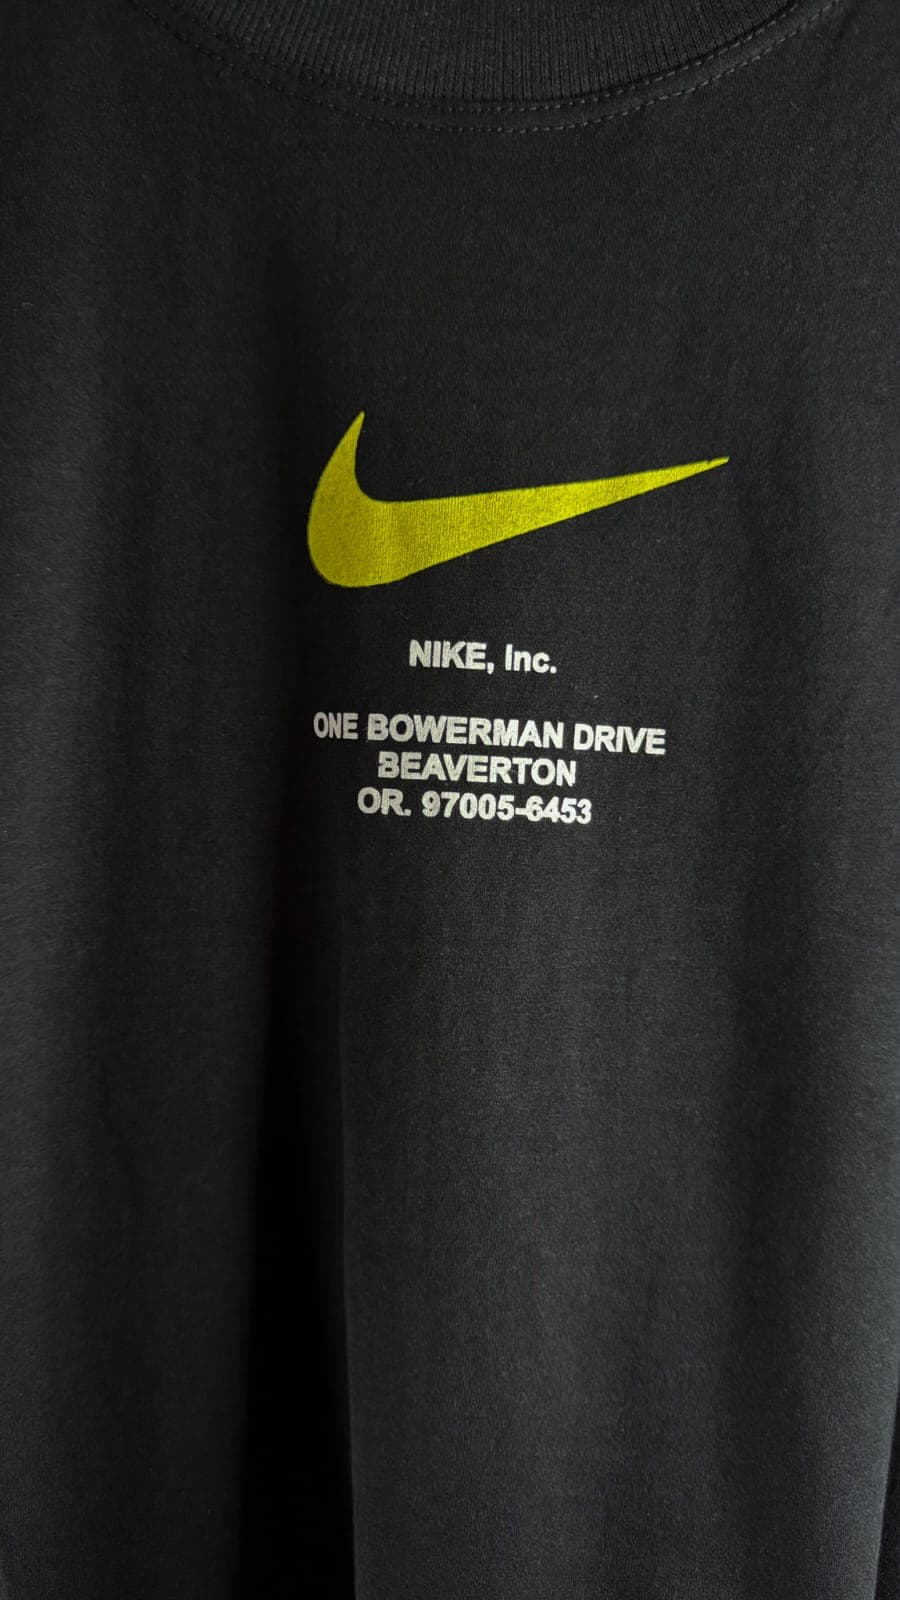 NIKE, Inc.
ONE BOWERMAN DRIVE
BEAVERTON
OR. 97005-6453